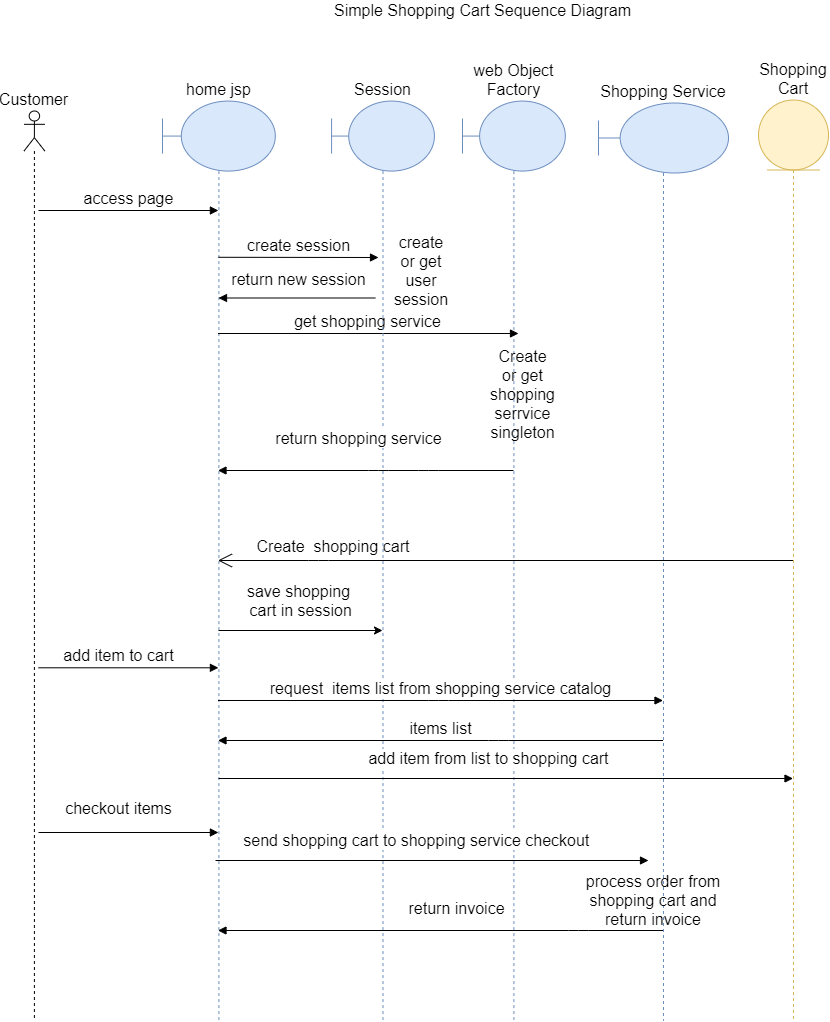 Simple Shopping Cart Sequence Diagram
Customer
home jsp
Session
web Object
Factory
Shopping Service
Shopping
Cart
access page
create session
create
or get
user
session
return new session
get shopping service
Create
or get
shopping
serrvice
singleton
return shopping service
Create  shopping cart
save shopping
cart in session
add item to cart
request  items list from shopping service catalog
items list
add item from list to shopping cart
checkout items
send shopping cart to shopping service checkout
process order from
shopping cart and
return invoice
return invoice